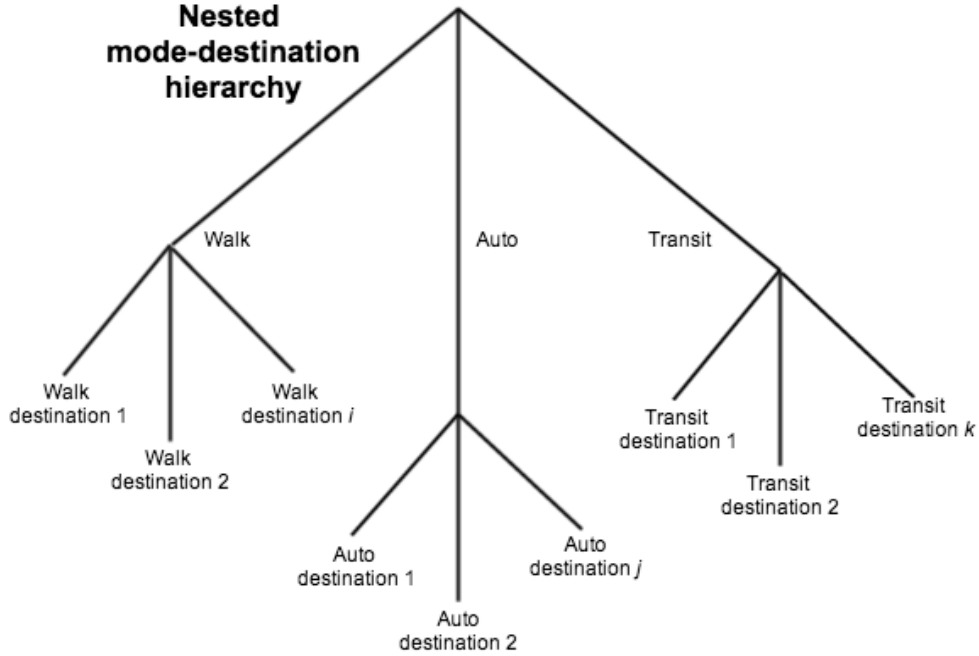 Nested
mode-destination
hierarchy
Walk
Auto
Transit
Walk
destination 1
Walk
destination 2
Walk
destination i
Auto
destination 1
Auto
destination 2
Auto
destination j
Transit
destination 1
Transit
destination 2
Transit
destination k